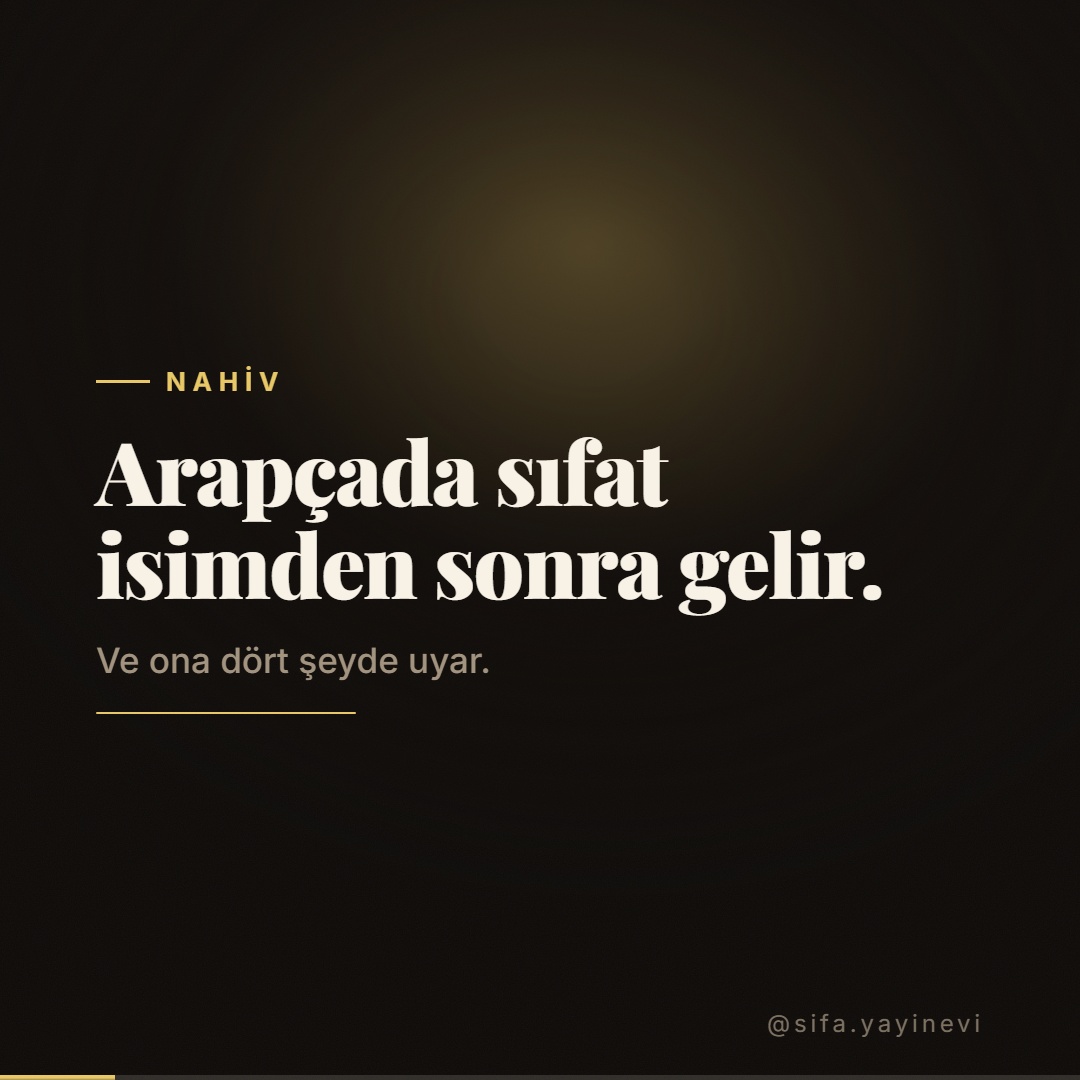 NAHİV
Arapçada sıfat
isimden sonra gelir.
Ve ona dört şeyde uyar.
@sifa.yayinevi